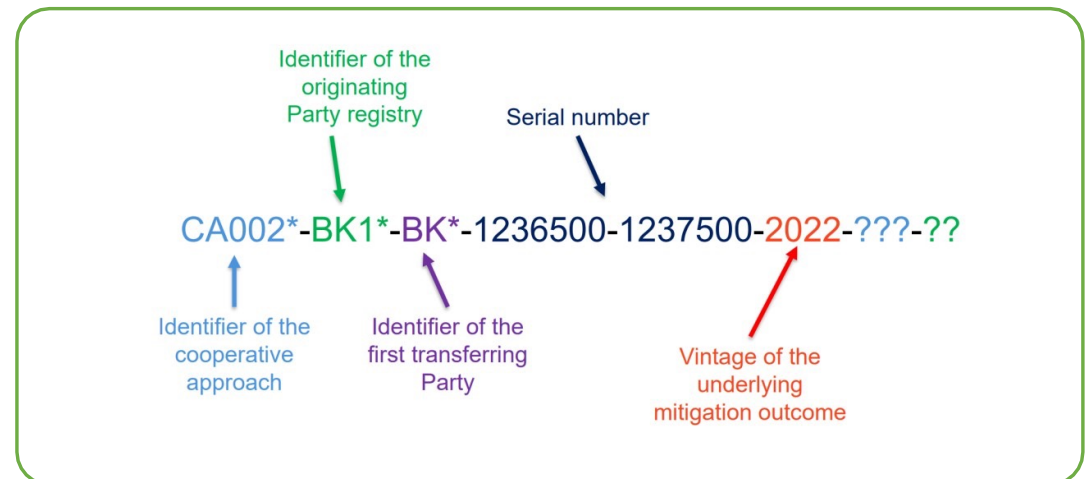 Identifier of the
originating
Party registry
Serial number
CA002*-BK1*-BK*-1236500-1237500-2022-???-??
Identifier of the
cooperative
approach
Identifier of the
first transferring
Party
Vintage of the
underlying
mitigation outcome